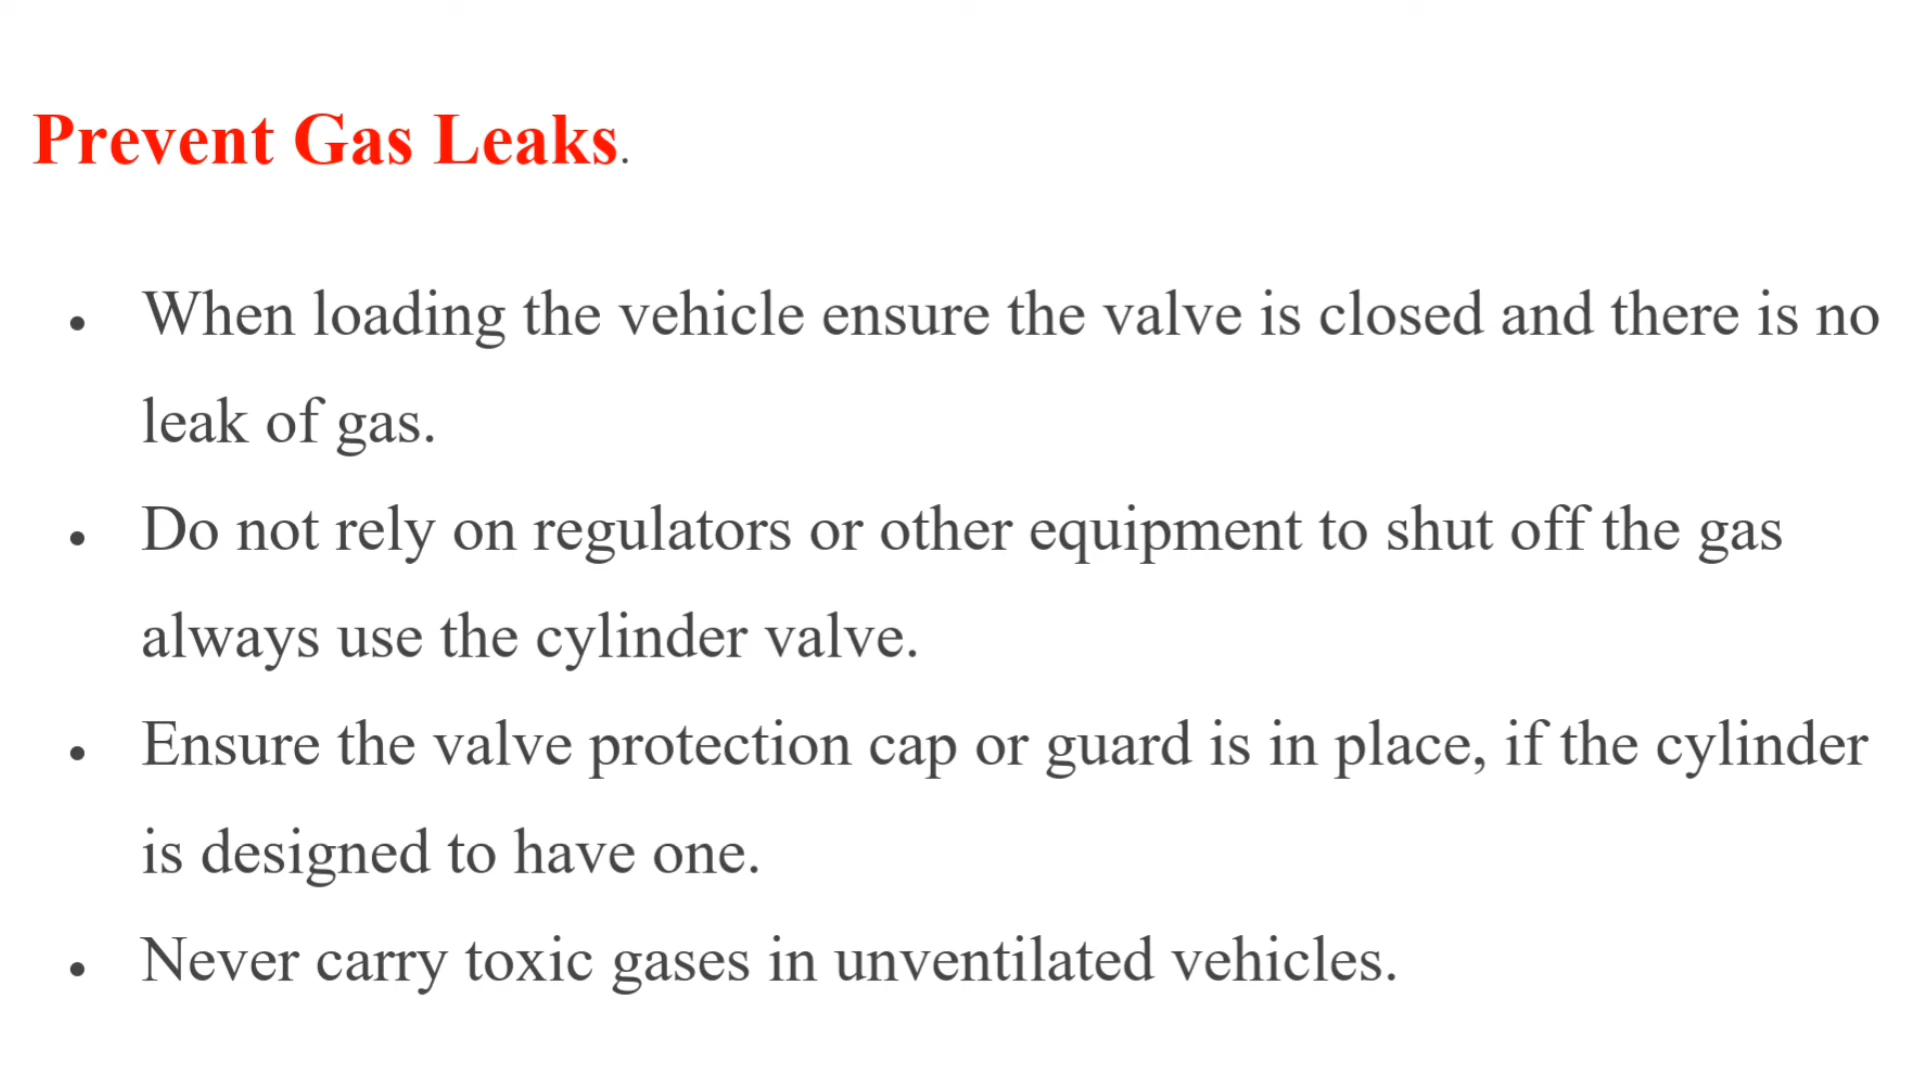 Prevent Gas Leaks.
• When loading the vehicle ensure the valve is closed and there is no
leak of gas.
• Do not rely on regulators or other equipment to shut off the gas
always use the cylinder valve.
• Ensure the valve protection cap or guard is in place, if the cylinder
is designed to have one.
• Never carry toxic gases in unventilated vehicles.